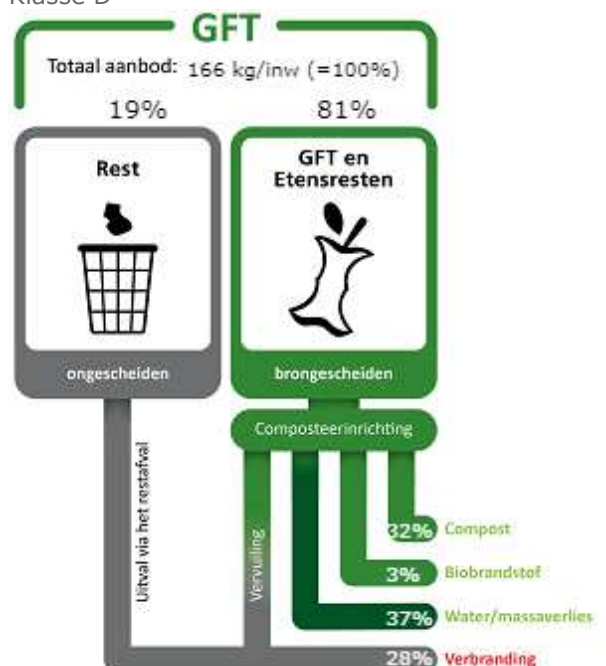 Klasse D
GFT
Totaal aanbod: 166 kg/inw (=100%)
19%
81%
Rest
GFT en
Etensresten
ongescheiden
brongescheiden
Composteerinrichting
Uitval via het restafval
Vervuiling
32% Compost
3% Biobrandstof
37% Water/massaverlies
28% Verbranding